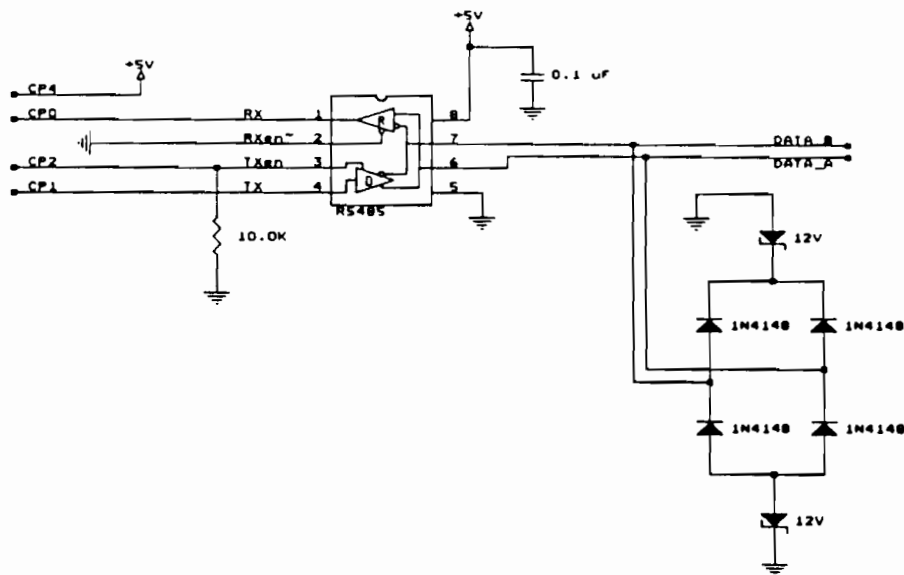 +5V
+5V
CP4
0.1 uF
CP0 RX 1 8
R
RXen~ 2 7 DATA_B
CP2 TXen 3 6 DATA_A
CP1 TX 4 D 5
RS485
10.0K
12V
1N4148 1N4148
1N4148 1N4148
12V